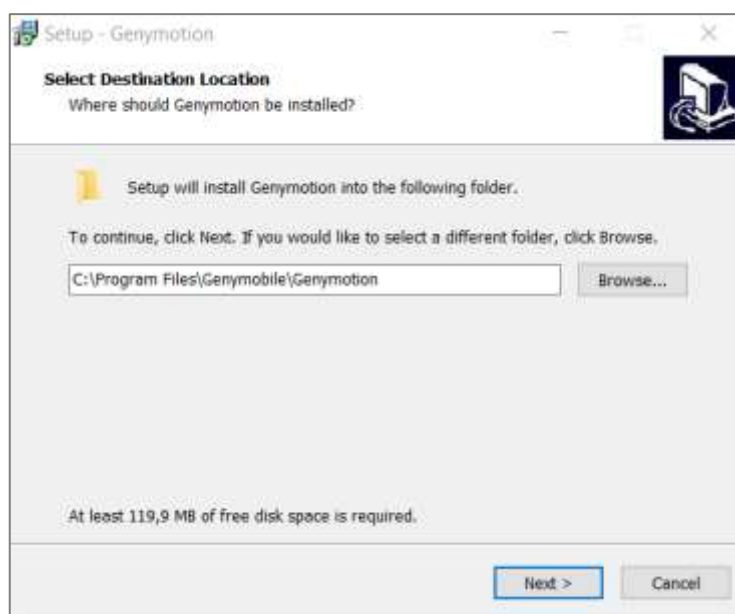 Setup - Genymotion
Select Destination Location
Where should Genymotion be installed?
Setup will install Genymotion into the following folder.
To continue, click Next. If you would like to select a different folder, click Browse.
C:\Program Files\Genymobile\Genymotion
Browse...
At least 119,9 MB of free disk space is required.
Next >
Cancel